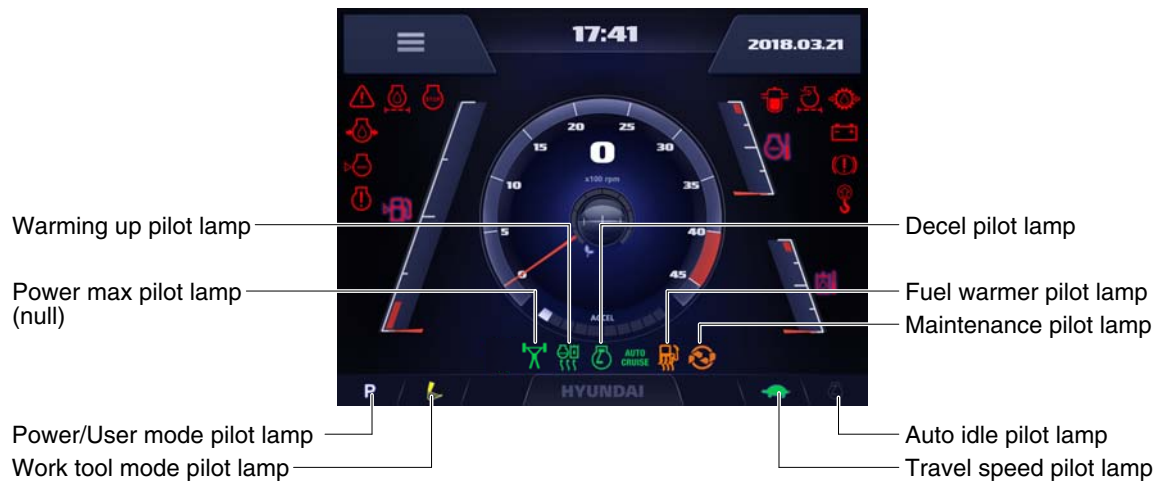 17:41
2018.03.21
STOP
20
25
15
0
30
x100 rpm
10
35
Warming up pilot lamp
Decel pilot lamp
5
40
0
45
Power max pilot lamp
(null)
Fuel warmer pilot lamp
ACCEL
Maintenance pilot lamp
AUTO
CRUISE
P
HYUNDAI
Power/User mode pilot lamp
Auto idle pilot lamp
Work tool mode pilot lamp
Travel speed pilot lamp